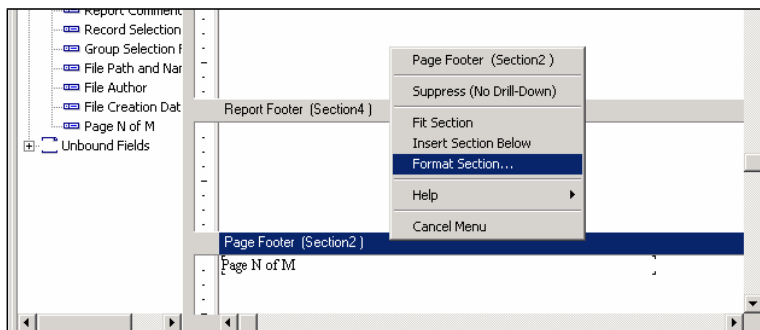 Report
Record Selection
Group Selection F
File Path and Nar
File Author
File Creation Dat
Page N of M
Unbound Fields
Page Footer (Section2 )
Suppress (No Drill-Down)
Fit Section
Insert Section Below
Format Section...
Help
Cancel Menu
Report Footer (Section4 )
Page Footer (Section2 )
Page N of M